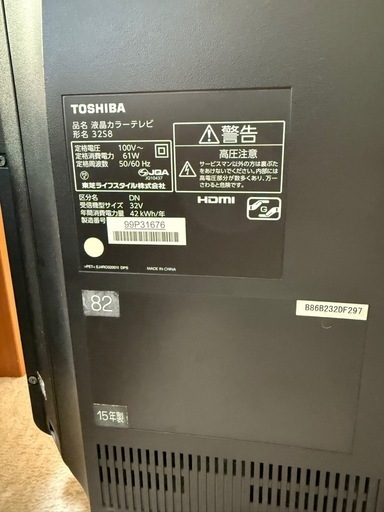 TOSHIBA
品名 液晶カラーテレビ
形名 32S8
定格電圧 100V～
定格消費電力 61W
定格周波数 50/60 Hz
JQA
JQ10437
東芝ライフスタイル株式会社
区分名 DN
受信機型サイズ 32V
年間消費電力量 42 kWh/年
製造番号
99P31676
MADE IN CHINA
警告
高圧注意
サービスマン以外の方は裏ぶた
をあけないでください。内部には
高電圧部分が数多くあり、万一
さわると危険です。
HDMI
82
15年製
B86B232DF297